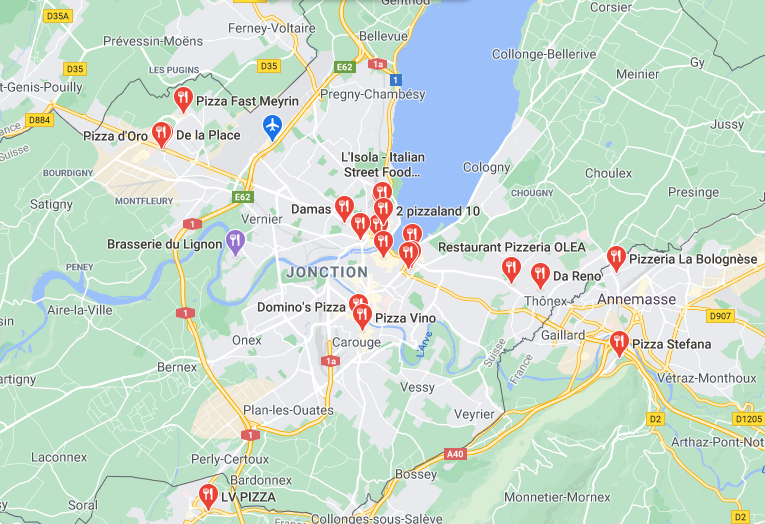 Genthod
Corsier
D35A
Ferney-Voltaire
Prévessin-Moëns
Bellevue
Collonge-Bellerive
1a
E62
D35
LES PUGINS
D35
1
Meinier
Gy
t-Genis-Pouilly
Pregny-Chambésy
Pizza Fast Meyrin
D884
Jussy
France
Suisse
Pizza d'Oro
De la Place
L'Isola - Italian
Street Food...
Cologny
Choulex
BOURDIGNY
CHOUGNY
Satigny
MONTFLEURY
E62
Damas
2 pizzaland 10
1
Vernier
Brasserie du Lignon
Restaurant Pizzeria OLEA
Pizzeria La Bolognèse
PENEY
JONCTION
Da Reno
Thônex
Annemasse
Aire-la-Ville
Domino's Pizza
Pizza Vino
D907
1
sin
Onex
Carouge
L'Arve
Gaillard
Pizza Stefana
Suisse
France
1a
Bernex
artigny
Vessy
Vétraz-Monthoux
Plan-les-Ouates
Veyrier
D2
D1205
1
Arthaz-Pont-Not
Laconnex
Perly-Certoux
A40
Bardonnex
Bossey
LV PIZZA
Monnetier-Mornex
Soral
Collonges-sous-Salève
D2